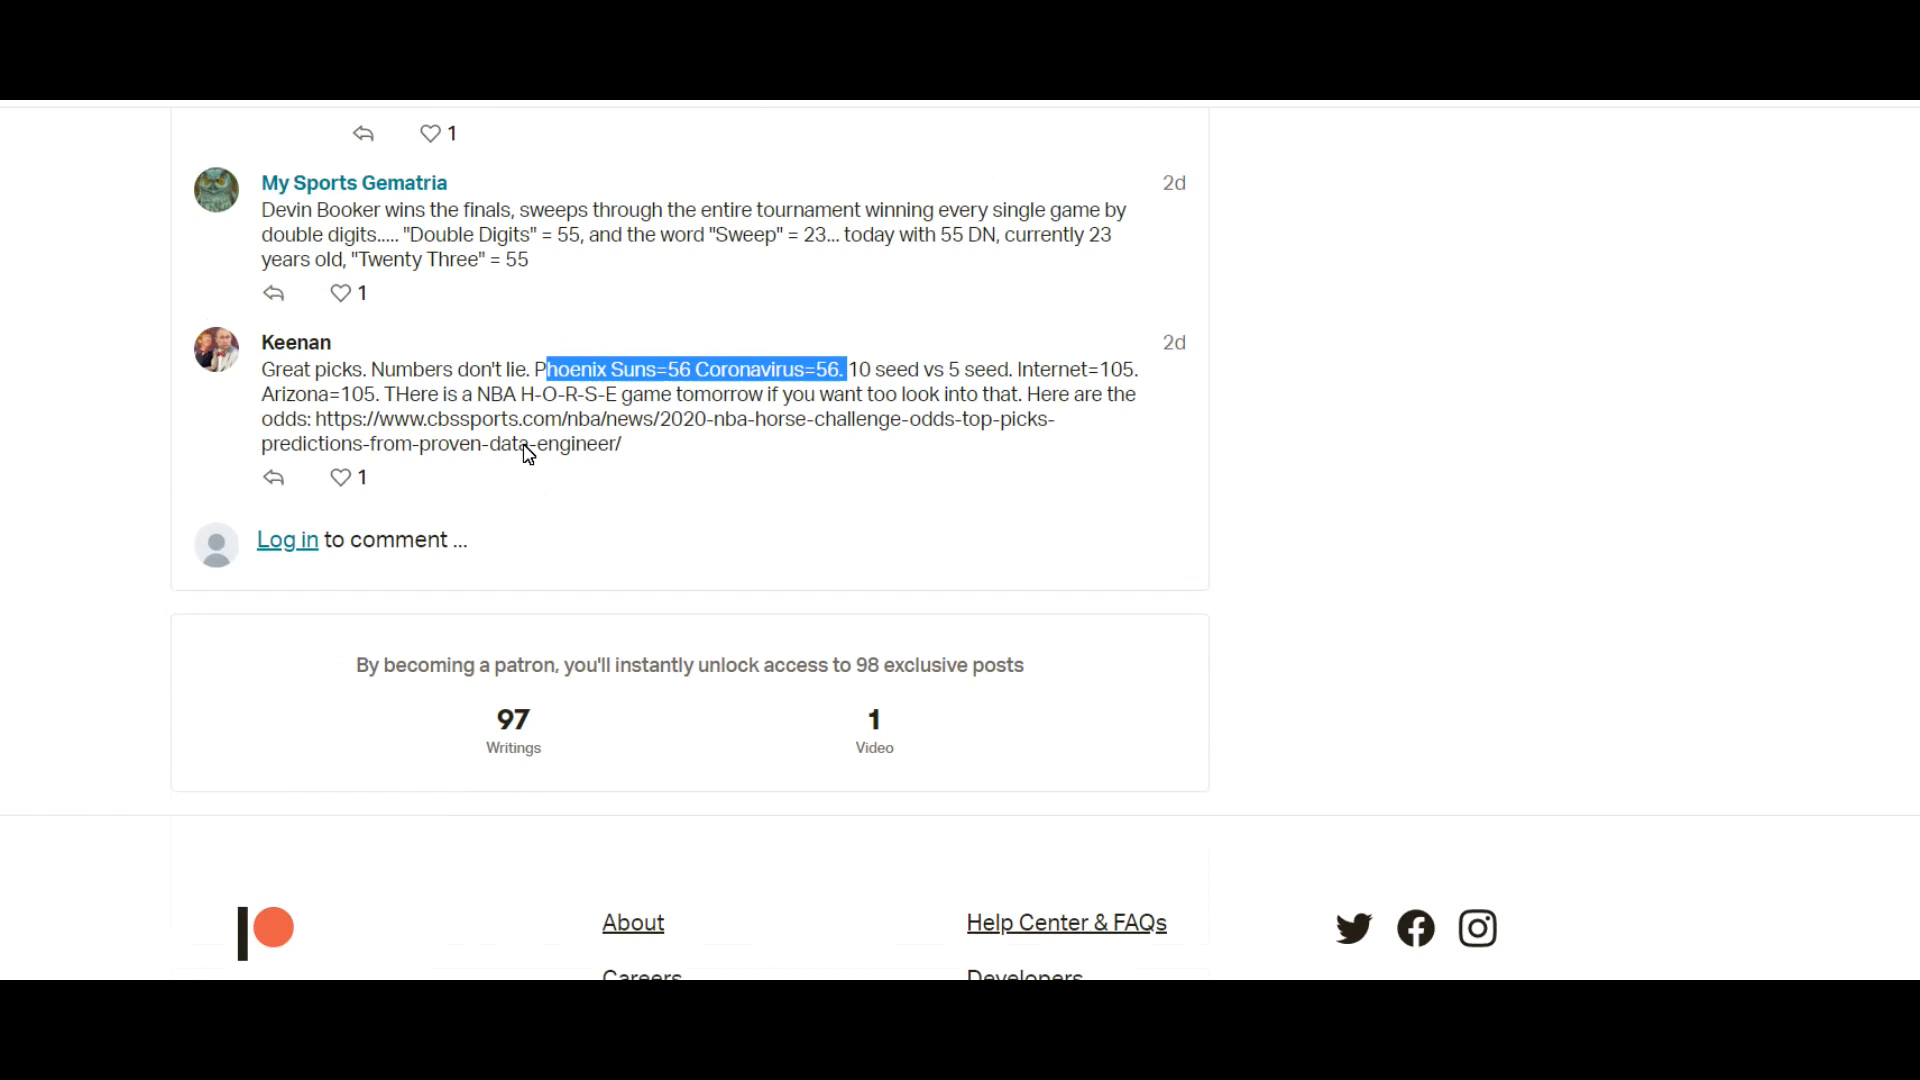 1
My Sports Gematria
2d
Devin Booker wins the finals, sweeps through the entire tournament winning every single game by
double digits..... "Double Digits" = 55, and the word "Sweep" = 23... today with 55 DN, currently 23
years old, "Twenty Three" = 55
1
Keenan
2d
Great picks. Numbers don't lie. Phoenix Suns=56 Coronavirus=56. 10 seed vs 5 seed. Internet=105.
Arizona=105. THere is a NBA H-O-R-S-E game tomorrow if you want too look into that. Here are the
odds: https://www.cbssports.com/nba/news/2020-nba-horse-challenge-odds-top-picks-
predictions-from-proven-data-engineer/
1
Log in to comment ...
By becoming a patron, you'll instantly unlock access to 98 exclusive posts
97
1
Writings
Video
About
Help Center & FAQs
Careers
Developers